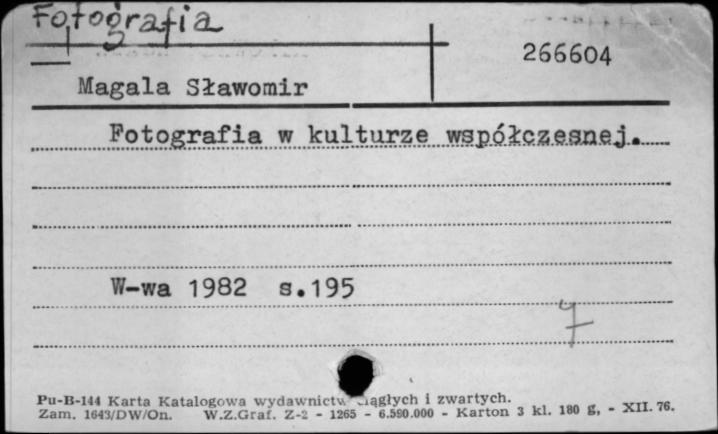 Fotografia
266604
Magala Sławomir
Fotografia w kulturze współczesnej.
W-wa 1982 s.195
7
Pu-B-144 Karta Katalogowa wydawnictw ciągłych i zwartych.
Zam. 1643/DW/On. W.Z.Graf. Z-2 - 1265 - 6.590.000 - Karton 3 kl. 180 g, - XII. 76.